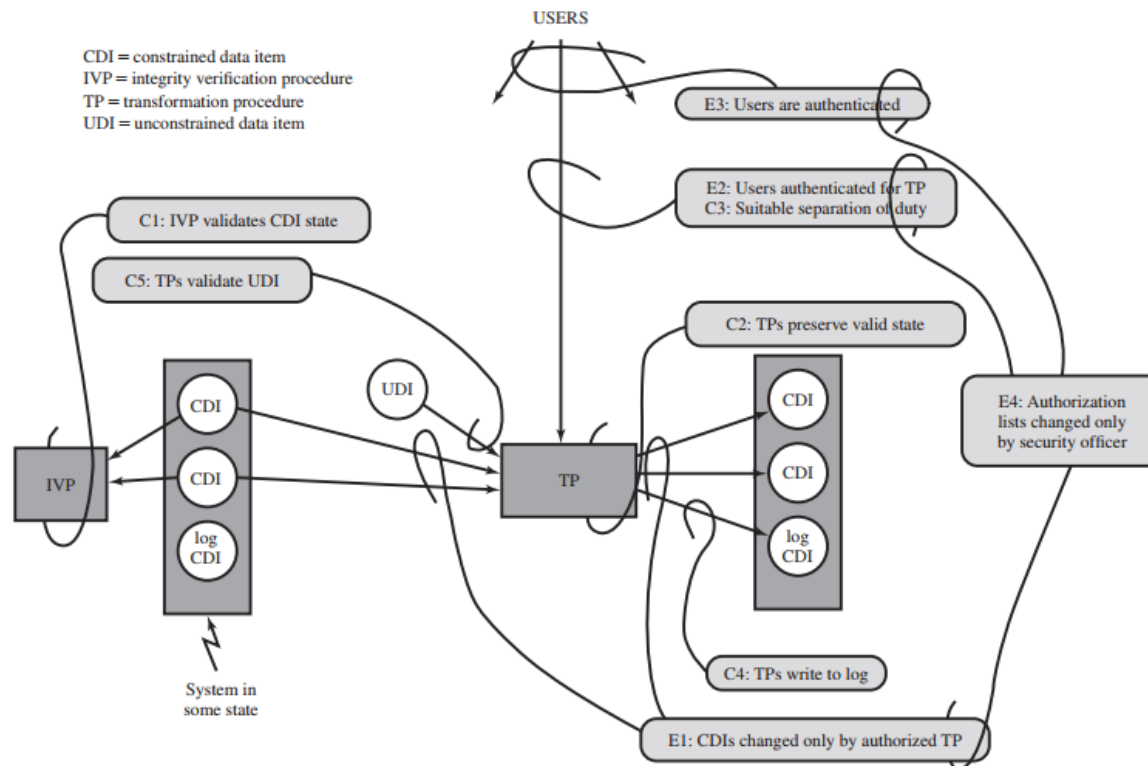 USERS
CDI = constrained data item
IVP = integrity verification procedure
TP = transformation procedure
UDI = unconstrained data item
E3: Users are authenticated
E2: Users authenticated for TP
C3: Suitable separation of duty
C1: IVP validates CDI state
C5: TPs validate UDI
C2: TPs preserve valid state
UDI
CDI
CDI
log
CDI
IVP
TP
CDI
CDI
log
CDI
E4: Authorization
lists changed only
by security officer
System in
some state
C4: TPs write to log
E1: CDIs changed only by authorized TP